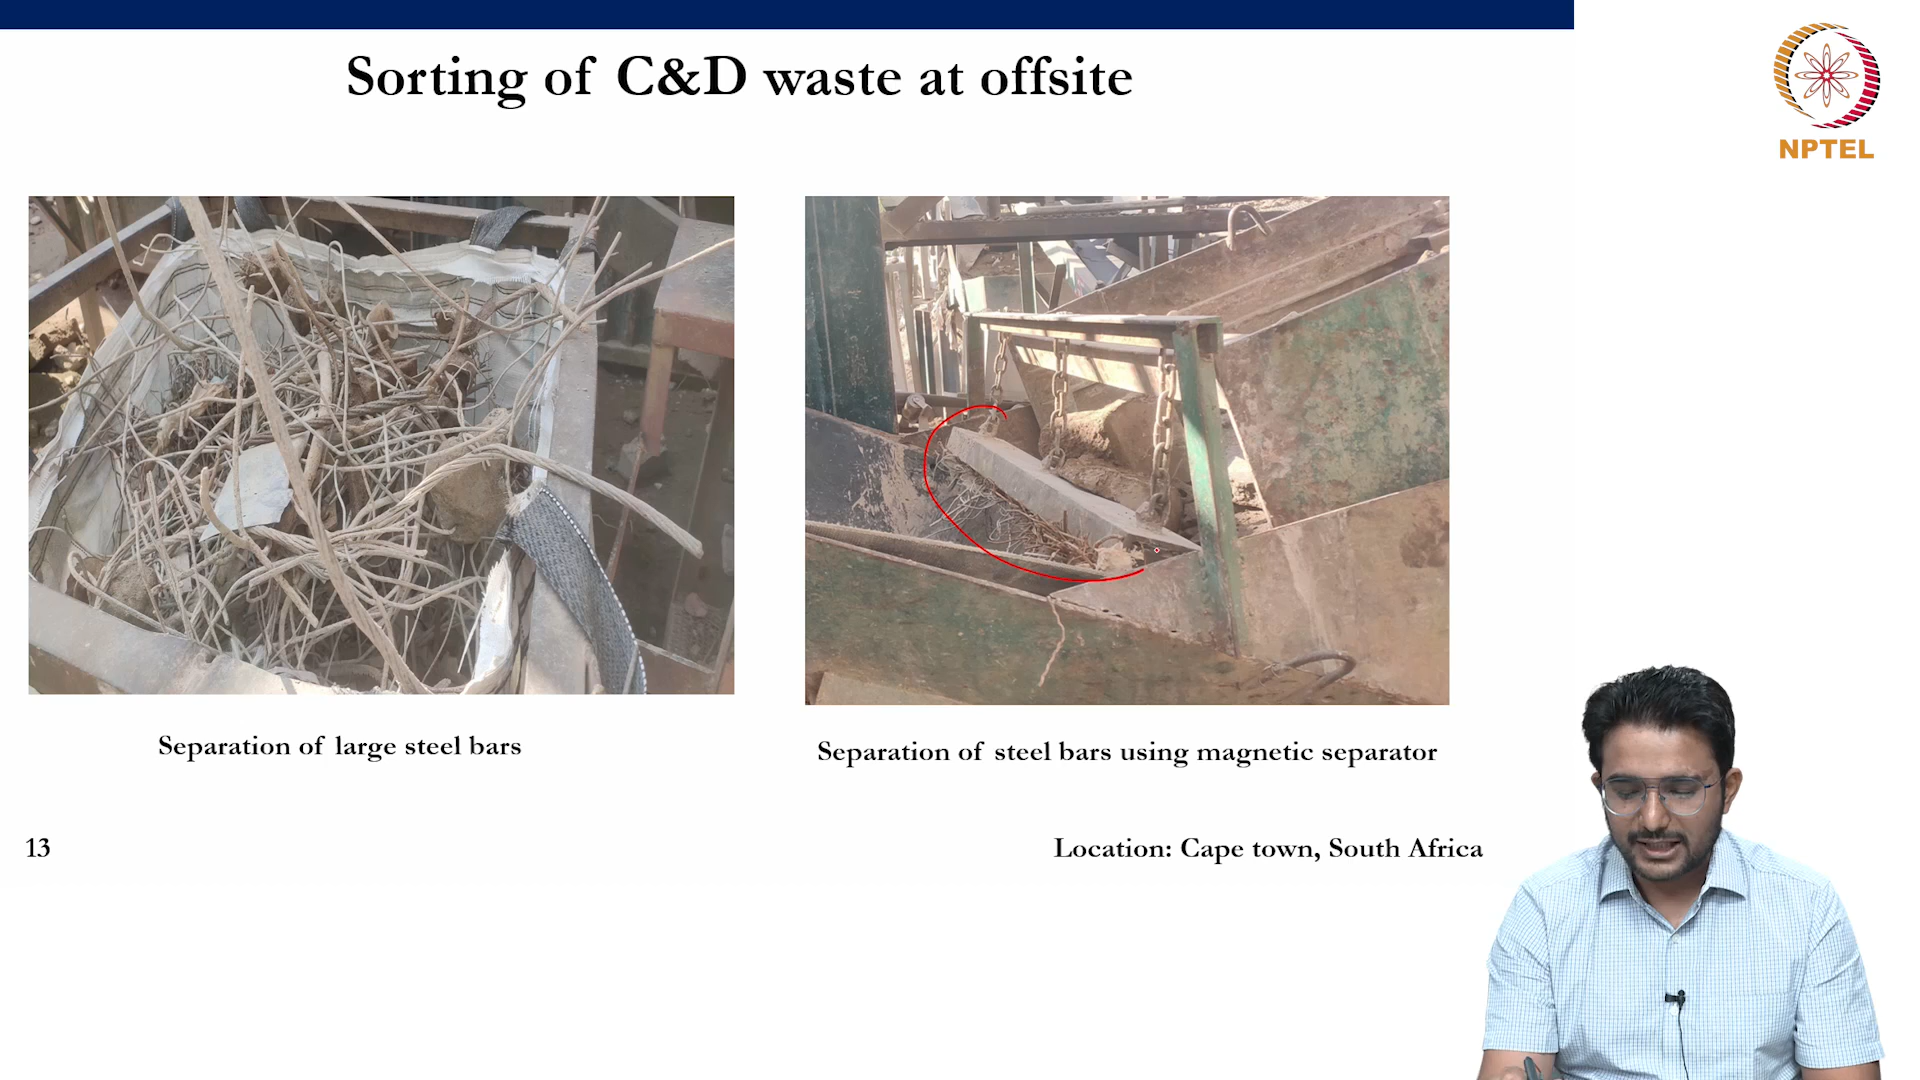 Sorting of C&D waste at offsite
NPTEL
Separation of large steel bars
Separation of steel bars using magnetic separator
13
Location: Cape town, South Africa